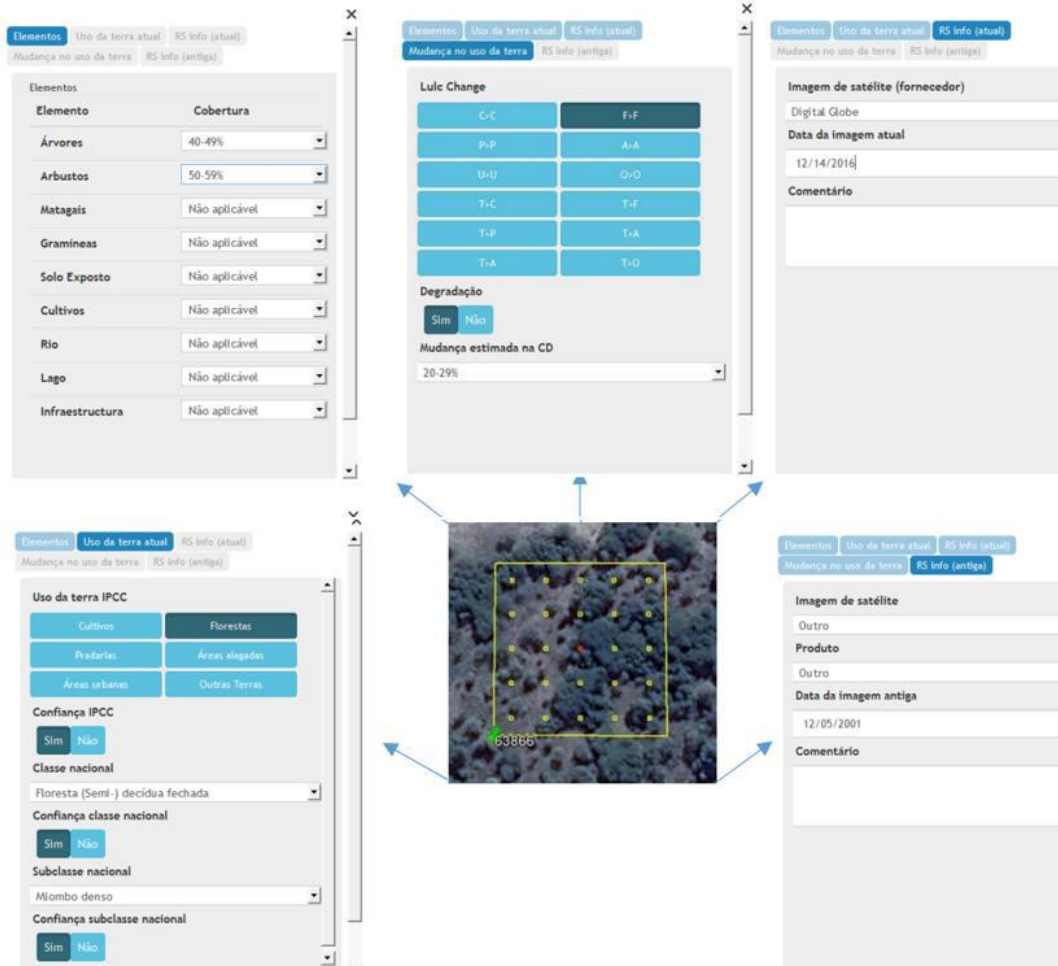 Elementos Uso da terra atual RS Info (atual)
Mudança no uso da terra RS Info (antiga)
Elementos
Elemento Cobertura
Árvores 40-49%
Arbustos 50-59%
Matagais Não aplicável
Gramíneas Não aplicável
Solo Exposto Não aplicável
Cultivos Não aplicável
Rio Não aplicável
Lago Não aplicável
Infraestructura Não aplicável
Elementos Uso da terra atual RS Info (atual)
Mudança no uso da terra RS Info (antiga)
Lulc Change
C>C F>F
P>P A>A
U>U O>O
T>C T>F
T>P T>A
T>A T>O
Degradação
Sim Não
Mudança estimada na CD
20-29%
Elementos Uso da terra atual RS Info (atual)
Mudança no uso da terra RS Info (antiga)
Imagem de satélite (fornecedor)
Digital Globe
Data da imagem atual
12/14/2016
Comentário
Elementos Uso da terra atual RS Info (atual)
Mudança no uso da terra RS Info (antiga)
Uso da terra IPCC
Cultivos Florestas
Pradarias Áreas alagadas
Áreas urbanas Outras Terras
Confiança IPCC
Sim Não
Classe nacional
Floresta (Semi-) decídua fechada
Confiança classe nacional
Sim Não
Subclasse nacional
Miombo denso
Confiança subclasse nacional
Sim Não
63866
Elementos Uso da terra atual RS Info (atual)
Mudança no uso da terra RS Info (antiga)
Imagem de satélite
Outro
Produto
Outro
Data da imagem antiga
12/05/2001
Comentário